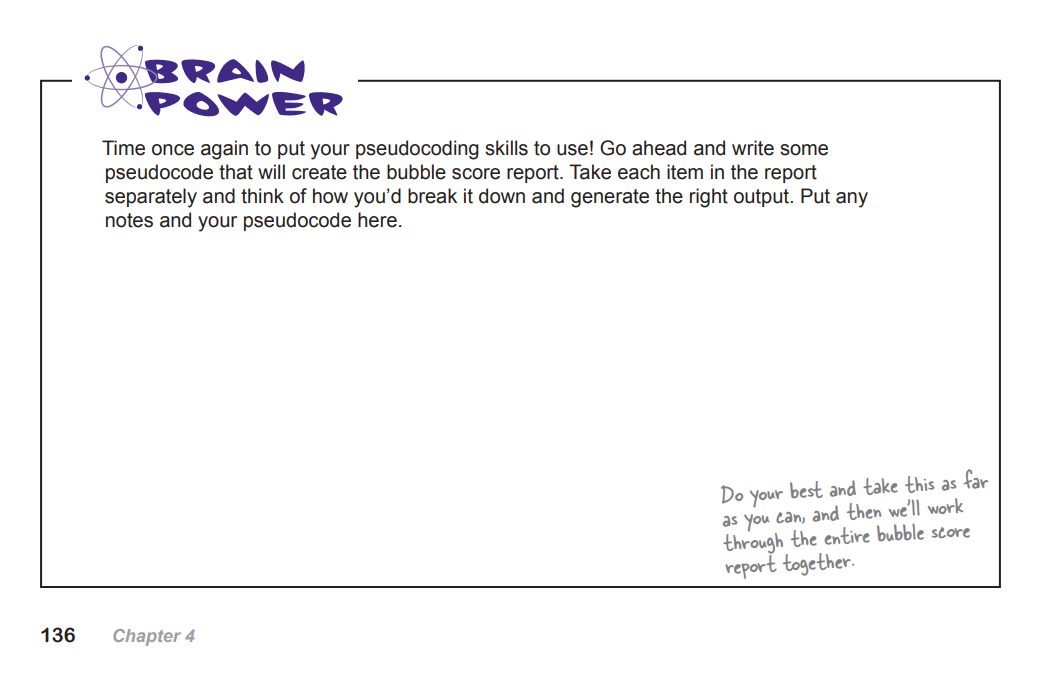 BRAIN
POWER
Time once again to put your pseudocoding skills to use! Go ahead and write some
pseudocode that will create the bubble score report. Take each item in the report
separately and think of how you’d break it down and generate the right output. Put any
notes and your pseudocode here.
Do your best and take this as far
as you can, and then we’ll work
through the entire bubble score
report together.
136 Chapter 4